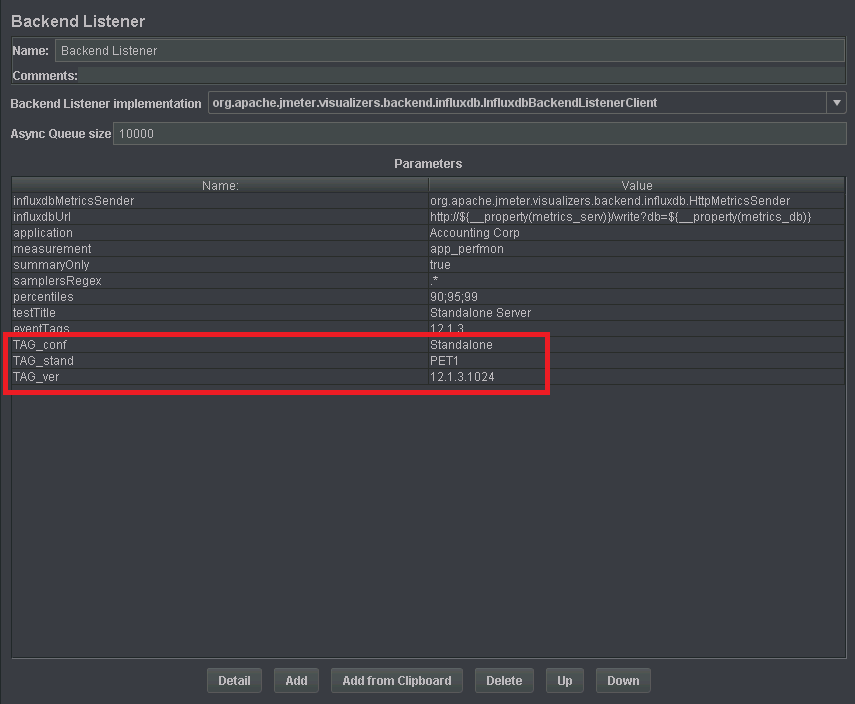 Backend Listener
Name: Backend Listener
Comments:
Backend Listener implementation org.apache.jmeter.visualizers.backend.influxdb.InfluxdbBackendListenerClient
Async Queue size 10000
Parameters
Name: Value
influxdbMetricsSender org.apache.jmeter.visualizers.backend.influxdb.HttpMetricsSender
influxdbUrl http://${__property(metrics_serv)}/write?db=${__property(metrics_db)}
application Accounting Corp
measurement app_perfmon
summaryOnly true
samplersRegex .*
percentiles 90;95;99
testTitle Standalone Server
eventTags 12.1.3
TAG_conf Standalone
TAG_stand PET1
TAG_ver 12.1.3.1024
Detail Add Add from Clipboard Delete Up Down